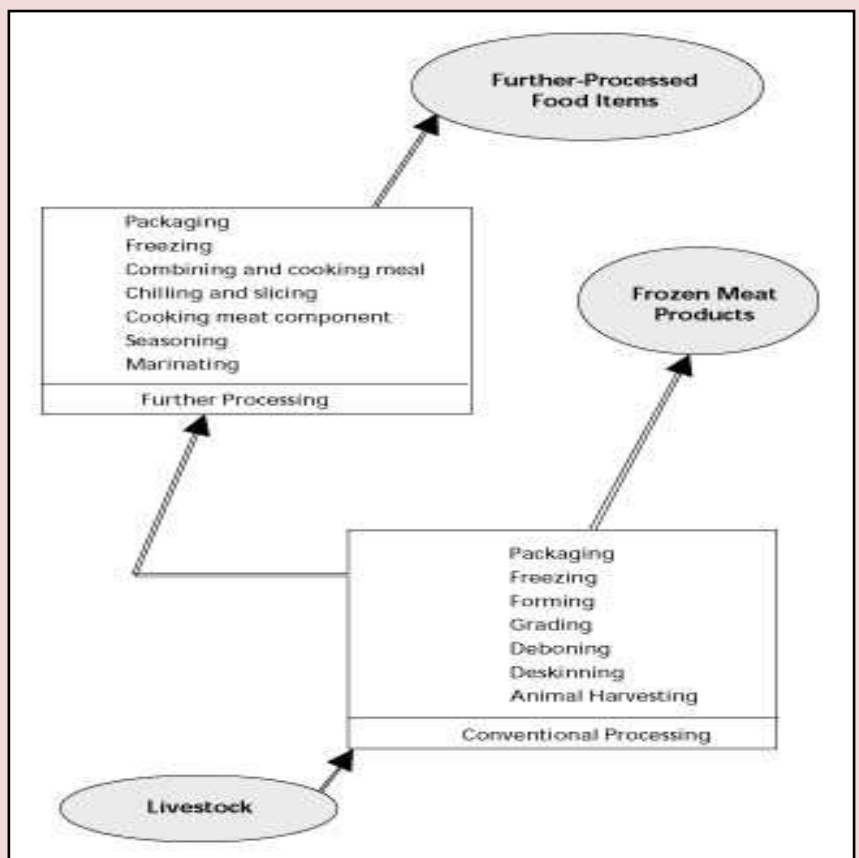 Further-Processed
Food Items
Packaging
Freezing
Combining and cooking meal
Chilling and slicing
Cooking meat component
Seasoning
Marinating
Further Processing
Frozen Meat
Products
Packaging
Freezing
Forming
Grading
Deboning
Deskinning
Animal Harvesting
Conventional Processing
Livestock